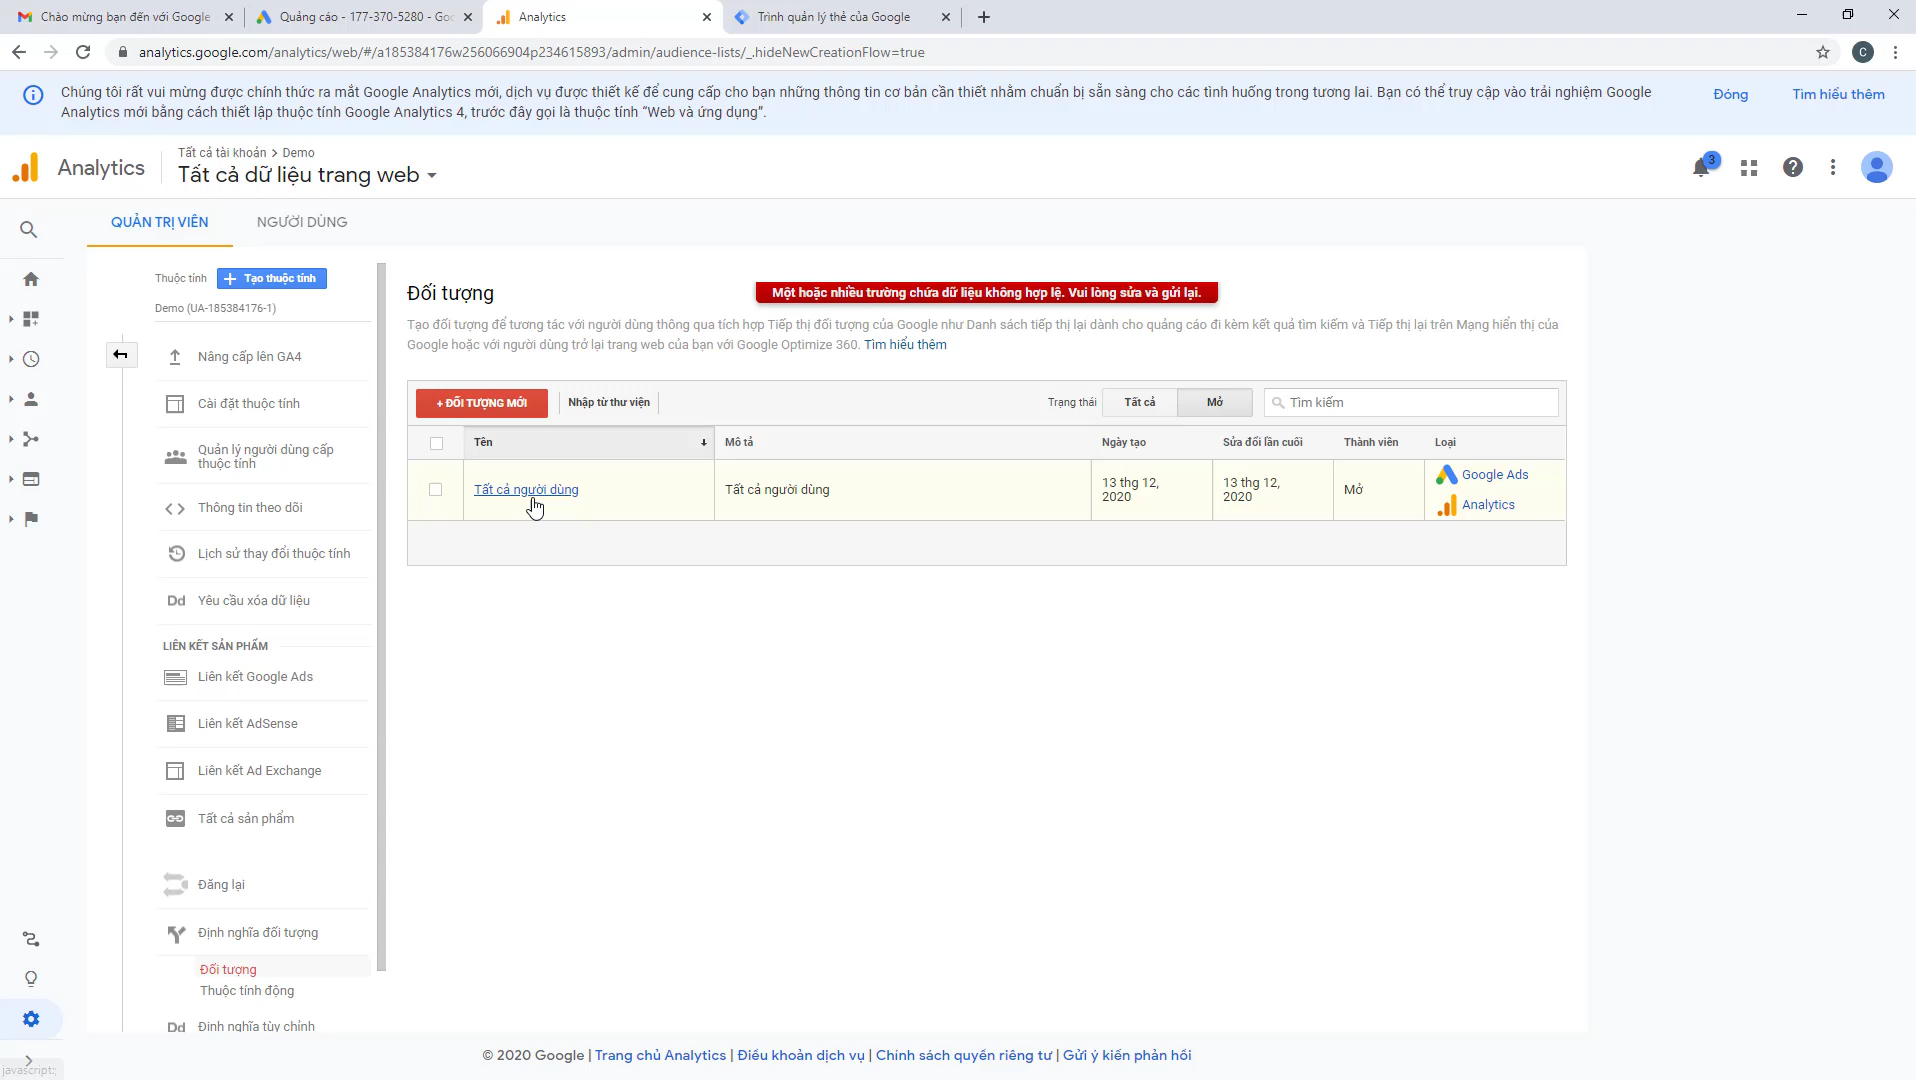 Chào mừng bạn đến với Google
Quảng cáo - 177-370-5280 - Goo
Analytics
Trình quản lý thẻ của Google
analytics.google.com/analytics/web/#/a185384176w256066904p234615893/admin/audience-lists/_.hideNewCreationFlow=true
C
Chúng tôi rất vui mừng được chính thức ra mắt Google Analytics mới, dịch vụ được thiết kế để cung cấp cho bạn những thông tin cơ bản cần thiết nhằm chuẩn bị sẵn sàng cho các tình huống trong tương lai. Bạn có thể truy cập vào trải nghiệm Google
Analytics mới bằng cách thiết lập thuộc tính Google Analytics 4, trước đây gọi là thuộc tính “Web và ứng dụng”.
Đóng
Tìm hiểu thêm
Analytics
Tất cả tài khoản > Demo
Tất cả dữ liệu trang web
3
QUẢN TRỊ VIÊN
NGƯỜI DÙNG
Thuộc tính
+ Tạo thuộc tính
Demo (UA-185384176-1)
Nâng cấp lên GA4
Cài đặt thuộc tính
Quản lý người dùng cấp
thuộc tính
Thông tin theo dõi
Lịch sử thay đổi thuộc tính
Dd Yêu cầu xóa dữ liệu
LIÊN KẾT SẢN PHẨM
Liên kết Google Ads
Liên kết AdSense
Liên kết Ad Exchange
Tất cả sản phẩm
Đăng lại
Định nghĩa đối tượng
Đối tượng
Thuộc tính động
Dd Định nghĩa tùy chỉnh
Đối tượng
Một hoặc nhiều trường chứa dữ liệu không hợp lệ. Vui lòng sửa và gửi lại.
Tạo đối tượng để tương tác với người dùng thông qua tích hợp Tiếp thị đối tượng của Google như Danh sách tiếp thị lại dành cho quảng cáo đi kèm kết quả tìm kiếm và Tiếp thị lại trên Mạng hiển thị của
Google hoặc với người dùng trở lại trang web của bạn với Google Optimize 360. Tìm hiểu thêm
+ ĐỐI TƯỢNG MỚI
Nhập từ thư viện
Trạng thái
Tất cả
Mở
Tìm kiếm
Tên
Mô tả
Ngày tạo
Sửa đổi lần cuối
Thành viên
Loại
Tất cả người dùng
Tất cả người dùng
13 thg 12,
2020
13 thg 12,
2020
Mở
Google Ads
Analytics
© 2020 Google | Trang chủ Analytics | Điều khoản dịch vụ | Chính sách quyền riêng tư | Gửi ý kiến phản hồi
javascript:;